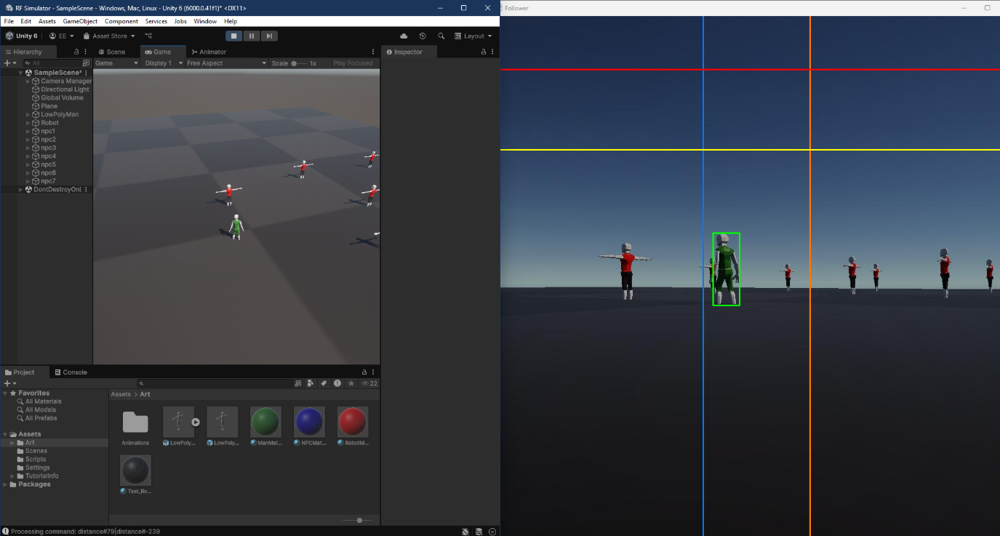 RF Simulator - SampleScene - Windows, Mac, Linux - Unity 6 (6000.0.41f1)* <DX11>
Follower
File Edit Assets GameObject Component Services Jobs Window Help
Unity 6 EE Asset Store Layout
Hierarchy Scene Game Animator Inspector
All Game Display 1 Free Aspect Scale 1x Play Focused
SampleScene*
Camera Manager
Directional Light
Global Volume
Plane
LowPolyMan
Robot
npc1
npc2
npc3
npc4
npc5
npc6
npc7
DontDestroyOnl
Project Console
22
Favorites
All Materials
All Models
All Prefabs
Assets
Art
Scenes
Scripts
Settings
TutorialInfo
Packages
Assets > Art
Animations LowPoly... LowPoly... ManMat... NPCMat... RobotM...
Test_Ro...
Processing command: distance#79|distance#-239